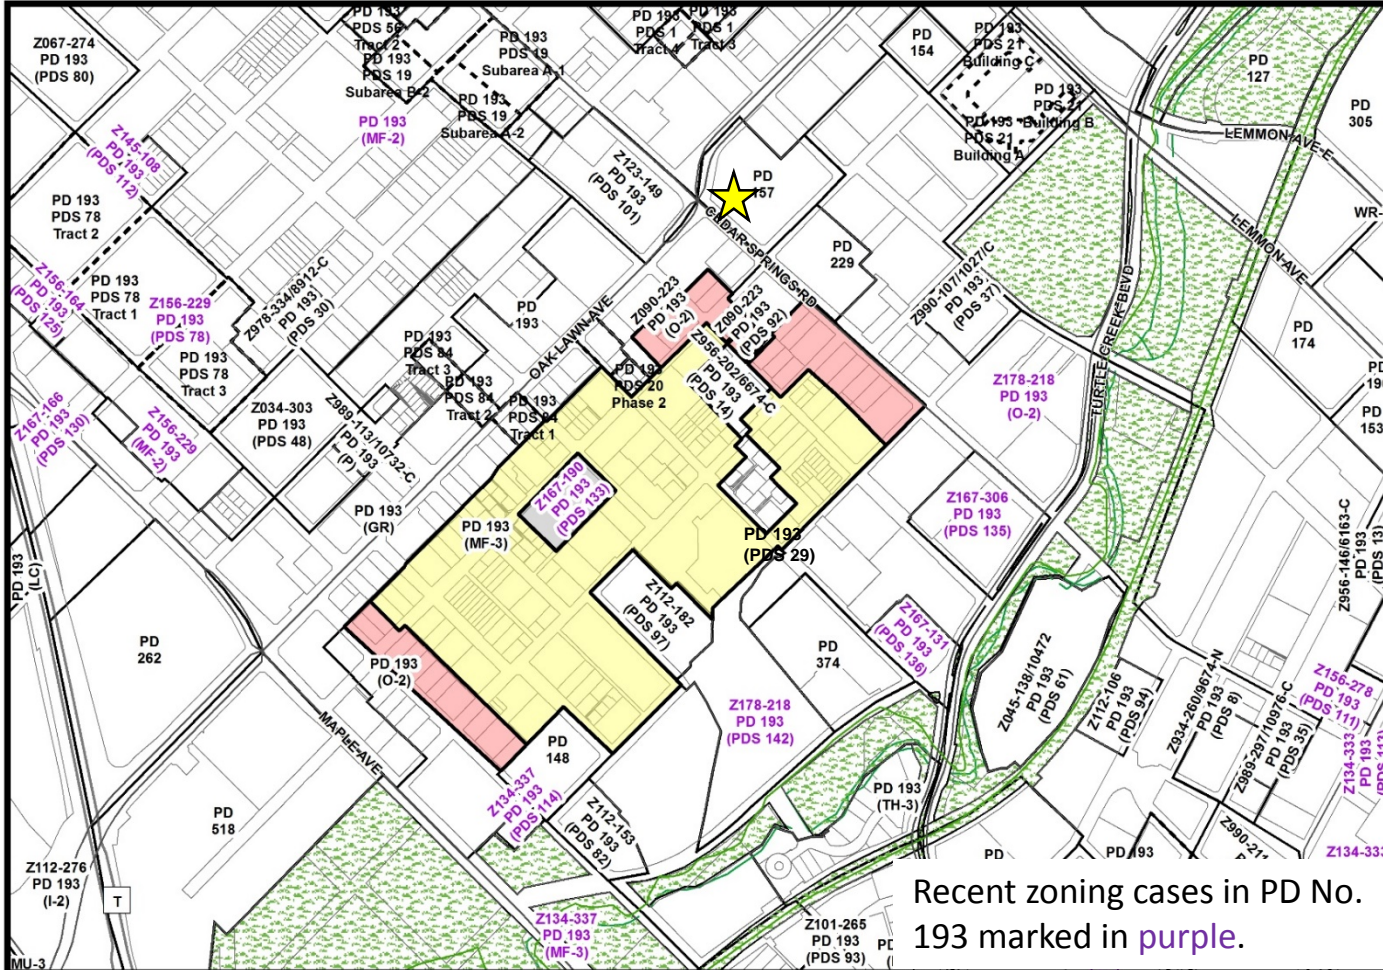 PD 193
PDS 56
Tract 2
PD 193
PDS 19
Subarea B-2
PD 193
PDS 19
Subarea A-1
PD 193
PDS 19
Subarea A-2
PD 193
PDS 1
Tract 4
PD 193
PDS 1
Tract 3
PD
154
PD 193
PDS 21
Building C
PD 193
PDS 21
Building B
PD 193
PDS 21
Building A
PD
127
PD
305
LEMMON AVE E
Z067-274
PD 193
(PDS 80)
Z145-108
PD 193
(PDS 112)
PD 193
(MF-2)
Z123-149
PD 193
(PDS 101)
PD
157
CEDAR SPRINGS RD
PD
229
LEMMON AVE
WR-
PD 193
PDS 78
Tract 2
Z156-164
PD 193
(PDS 125)
PD 193
PDS 78
Tract 1
Z156-229
PD 193
(PDS 78)
PD 193
PDS 78
Tract 3
Z978-334/8912-C
PD 193
(PDS 30)
PD
193
OAK LAWN AVE
Z090-223
PD 193
(O-2)
Z090-223
PD 193
(PDS 92)
Z956-202/6674-C
PD 193
(PDS 14)
Z990-107/1027/C
PD 193
(PDS 37)
TURTLE CREEK BLVD
PD
174
PD
153
PD 193
PDS 84
Tract 3
PD 193
PDS 84
Tract 2
PD 193
PDS 84
Tract 1
PD 193
PDS 20
Phase 2
Z178-218
PD 193
(O-2)
Z167-166
PD 193
(PDS 130)
Z156-229
PD 193
(MF-2)
Z034-303
PD 193
(PDS 48)
Z989-113/10732-C
PD 193
(P)
PD 193
(GR)
PD 193
(MF-3)
Z167-190
PD 193
(PDS 133)
PD 193
(PDS 29)
Z167-306
PD 193
(PDS 135)
Z956-146/6163-C
PD 193
(PDS 13)
PD 193
(LC)
PD
262
PD 193
(O-2)
Z112-182
PD 193
(PDS 97)
PD
374
Z167-131
PD 193
(PDS 136)
Z045-138/10472
PD 193
(PDS 61)
Z112-106
PD 193
(PDS 94)
Z934-260/9674-N
PD 193
(PDS 8)
Z989-297/10976-C
PD 193
(PDS 35)
Z156-278
PD 193
(PDS 111)
Z134-333
PD 193
MAPLE AVE
PD
148
Z178-218
PD 193
(PDS 142)
Z134-337
PD 193
(PDS 114)
Z112-153
PD 193
(PDS 82)
PD 193
(TH-3)
PD
518
Z112-276
PD 193
(I-2)
T
MU-3
Z134-337
PD 193
(MF-3)
Z101-265
PD 193
(PDS 93)
PD
PD 193
Z990-211
Z134-333
Recent zoning cases in PD No.
193 marked in purple.